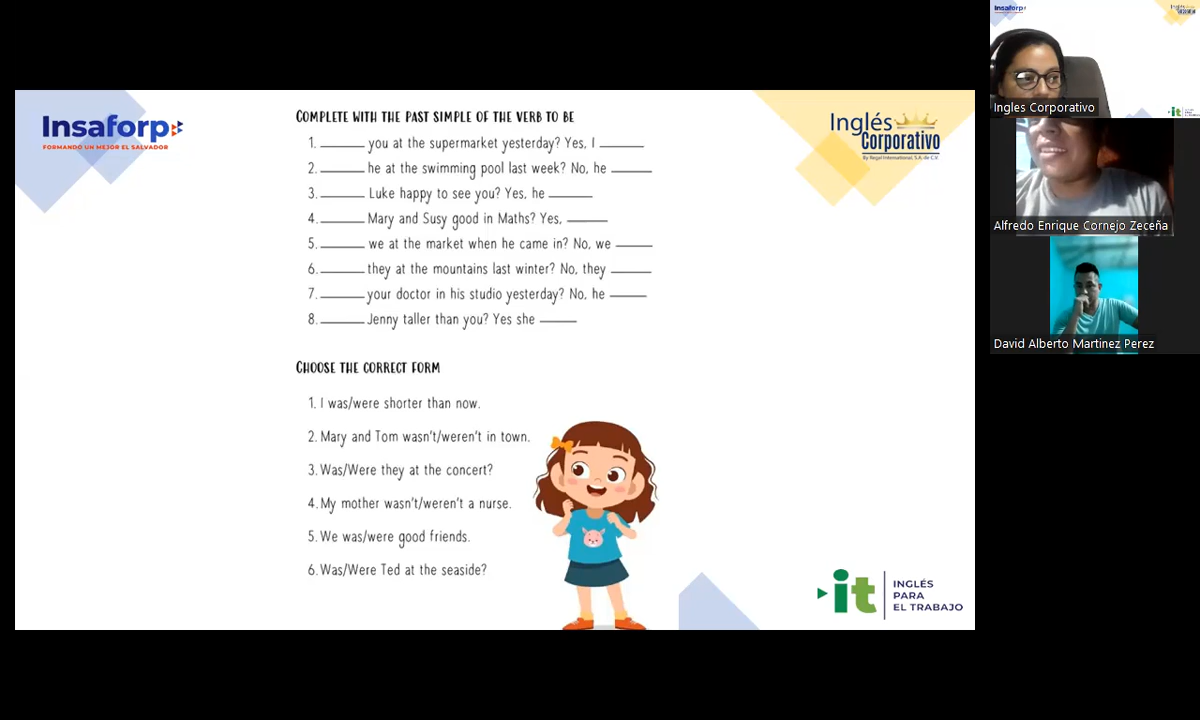 Insaforp
FORMANDO UN MEJOR EL SALVADOR
Inglés
Corporativo
By Regal International, S.A. de C.V.
COMPLETE WITH THE PAST SIMPLE OF THE VERB TO BE
1. ______ you at the supermarket yesterday? Yes, I ______
2. ______ he at the swimming pool last week? No, he ______
3. ______ Luke happy to see you? Yes, he ______
4. ______ Mary and Susy good in Maths? Yes, ______
5. ______ we at the market when he came in? No, we ______
6. ______ they at the mountains last winter? No, they ______
7. ______ your doctor in his studio yesterday? No, he ______
8. ______ Jenny taller than you? Yes she ______
CHOOSE THE CORRECT FORM
1. I was/were shorter than now.
2. Mary and Tom wasn't/weren't in town.
3. Was/Were they at the concert?
4. My mother wasn't/weren't a nurse.
5. We was/were good friends.
6. Was/Were Ted at the seaside?
it
INGLÉS
PARA
EL TRABAJO
Insaforp
Inglés
Ingles Corporativo
Alfredo Enrique Cornejo Zeceña
David Alberto Martinez Perez